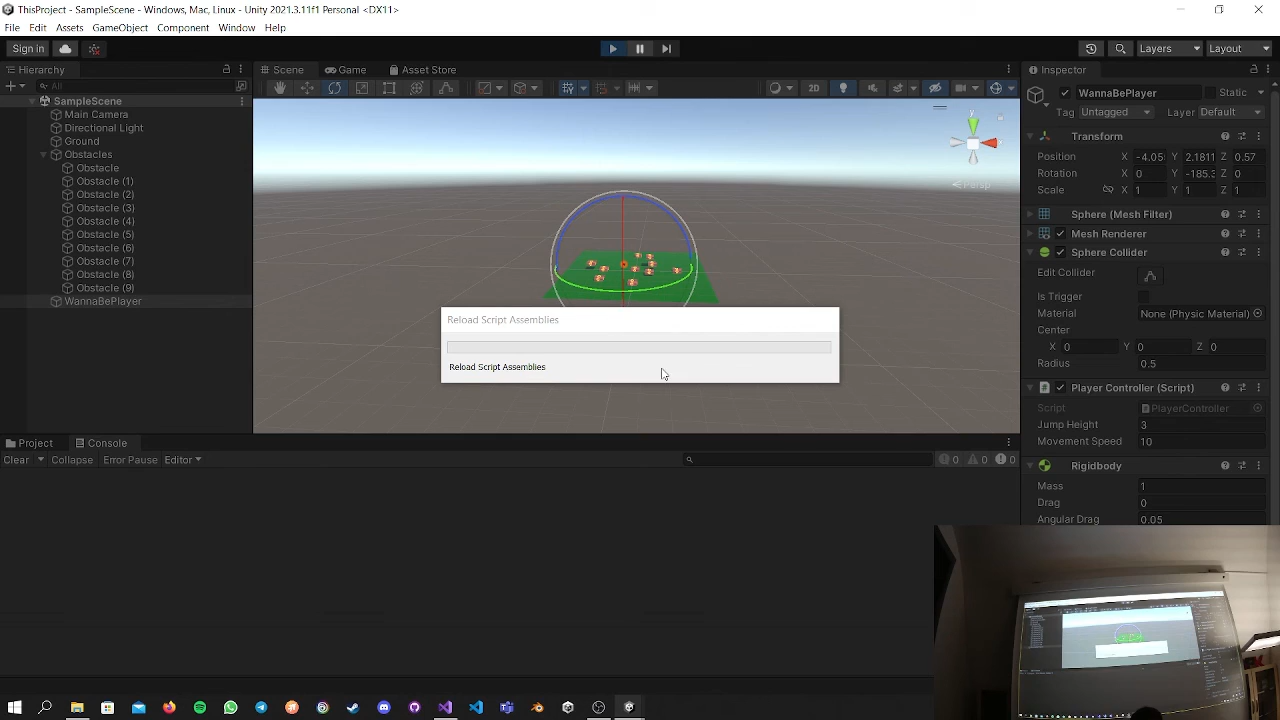 ThisProject - SampleScene - Windows, Mac, Linux - Unity 2021.3.11f1 Personal <DX11>
File Edit Assets GameObject Component Window Help
Sign in
Layers
Layout
Hierarchy
Scene
Game
Asset Store
Inspector
All
2D
SampleScene
Main Camera
Directional Light
Ground
Obstacles
Obstacle
Obstacle (1)
Obstacle (2)
Obstacle (3)
Obstacle (4)
Obstacle (5)
Obstacle (6)
Obstacle (7)
Obstacle (8)
Obstacle (9)
WannaBePlayer
y
Persp
Reload Script Assemblies
Reload Script Assemblies
WannaBePlayer
Static
Tag Untagged Layer Default
Transform
Position X -4.05 Y 2.1811 Z 0.57
Rotation X 0 Y -185.3 Z 0
Scale X 1 Y 1 Z 1
Sphere (Mesh Filter)
Mesh Renderer
Sphere Collider
Edit Collider
Is Trigger
Material None (Physic Material)
Center
X 0 Y 0 Z 0
Radius 0.5
# Player Controller (Script)
Script PlayerController
Jump Height 3
Movement Speed 10
Rigidbody
Mass 1
Drag 0
Angular Drag 0.05
Project
Console
Clear Collapse Error Pause Editor
0 0 0